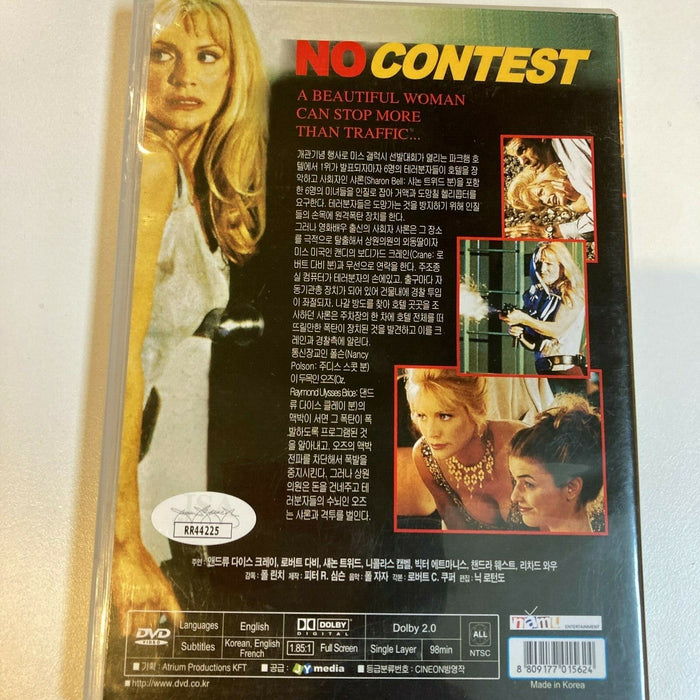 NO CONTEST
A BEAUTIFUL WOMAN
CAN STOP MORE
THAN TRAFFIC...
개관기념 행사로 미스 갤럭시 선발대회가 열리는 파크행 호
텔에서 1위가 발표되자마자 6명의 테러분자들이 호텔을 장
악하고 사회자인 샤론(Sharon Bell: 샤논 트위드 분)을 포함
한 6명의 미녀들을 인질로 잡아 거액과 도망칠 헬리콥터를
요구한다. 테러분자들은 도망가는 것을 방지하기 위해 인질
들의 손목에 원격폭탄 장치를 한다.
그러나 영화배우 출신의 사회자 샤론은 그 장소
를 극적으로 탈출해서 상원의원의 외동딸이자
미스 미국인 캔디의 보디가드 크레인(Crane: 로
버트 다비 분)과 무선으로 연락을 한다. 주조종
실 컴퓨터가 테러분자의 손에있고, 출구마다 자
동기관총 장치가 되어 있어 건물내에 경찰 투입
이 좌절되자, 나갈 방도를 찾아 호텔 곳곳을 조
사하던 샤론은 주차장의 한 차에 호텔 전체를 떠
뜨릴만한 폭탄이 장치된 것을 발견하고 이를 크
레인과 경찰측에 알린다.
통신장교인 폴슨(Nancy
Polson: 주디스 스콧 분)
이 두목인 오즈(Oz,
Raymond Ulysses Brice: 댄드
류 다이스 클레이 분)의
맥박이 서면 그 폭탄이 폭
발하도록 프로그램된 것
을 알아내고, 오즈의 맥박
전파를 차단해서 폭발을
중지시킨다. 그러나 상원
의원은 돈을 건네주고 테
러분자들의 수뇌인 오즈
는 샤론과 격투를 벌인다.
JSA
RR44225
주연: 앤드류 다이스 크레이, 로버트 다비, 섀논 트위드, 니콜러스 캠벨, 빅터 에트마니스, 챈드라 웨스트, 리차드 와우
감독: 폴 린치 제작: 피터 R. 심슨 음악: 폴 자자 각본: 로버트 C. 쿠퍼 편집: 닉 로턴도
DVD VIDEO
Languages English
Subtitles Korean, English French
DOLBY DIGITAL Dolby 2.0
1.85:1 Full Screen Single Layer 98min
ALL
NTSC
namu ENTERTAINMENT
■ 기획: Atrium Productions KFT ■ 공급: JY media ■ 등급분류번호: CINEON방영작
■ http://www.dvd.co.kr
8 809177 015624
Made in Korea